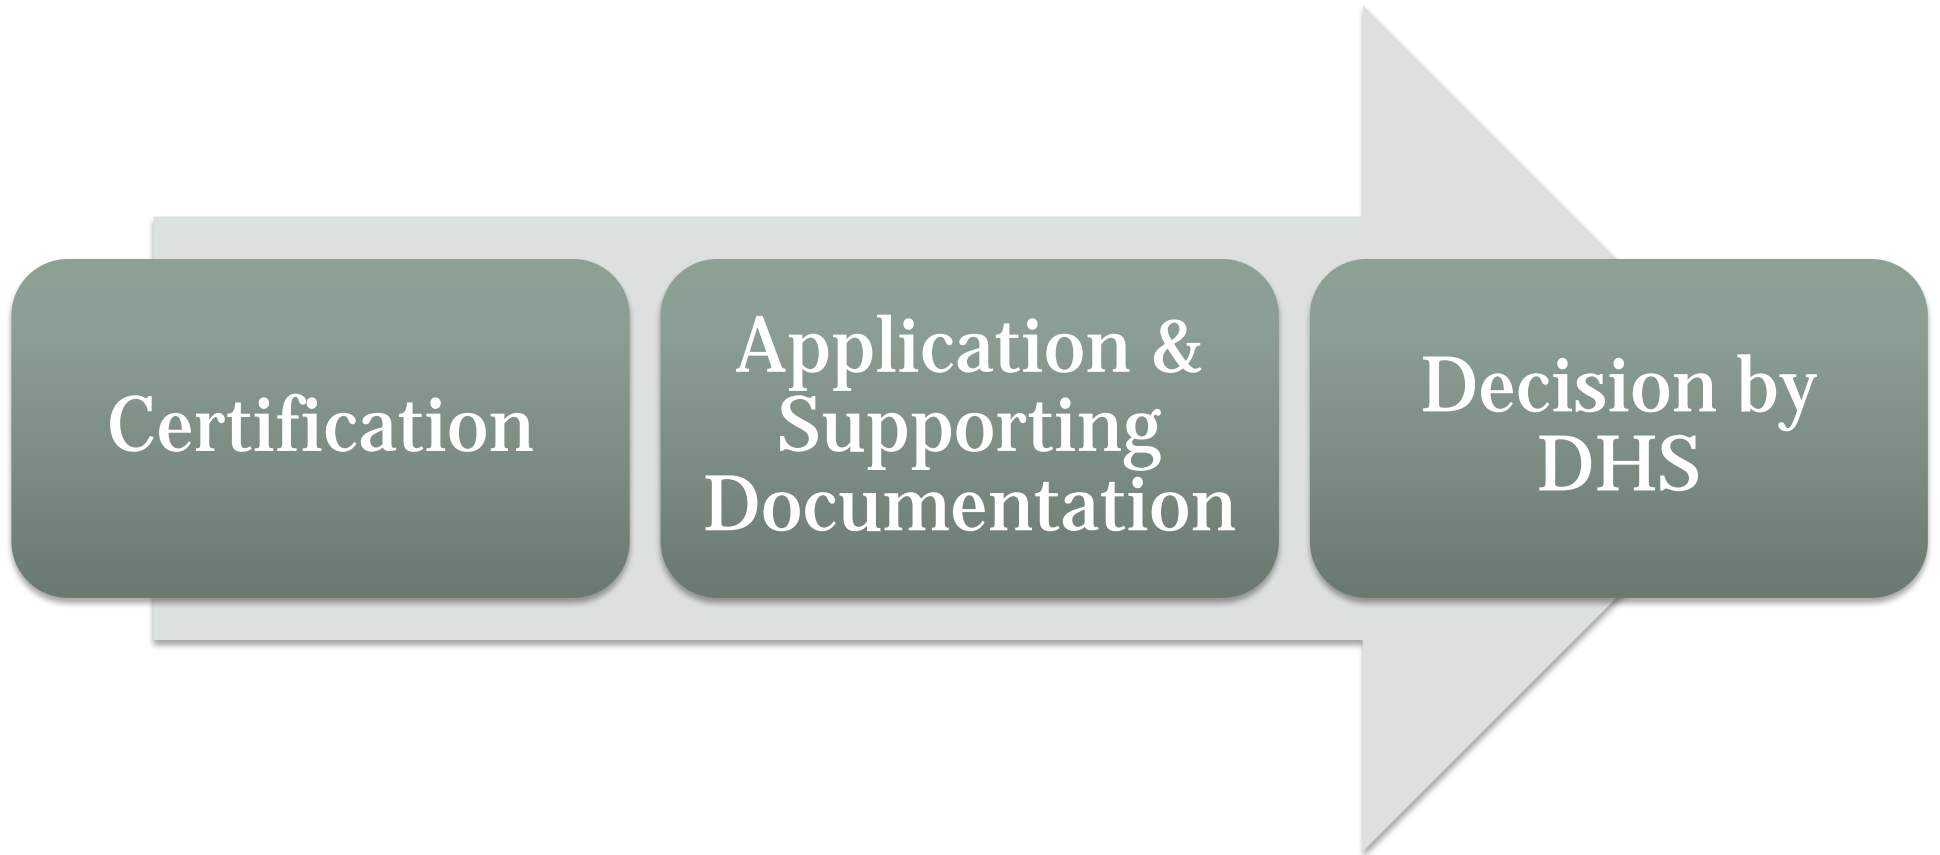 Certification
Application &
Supporting
Documentation
Decision by
DHS